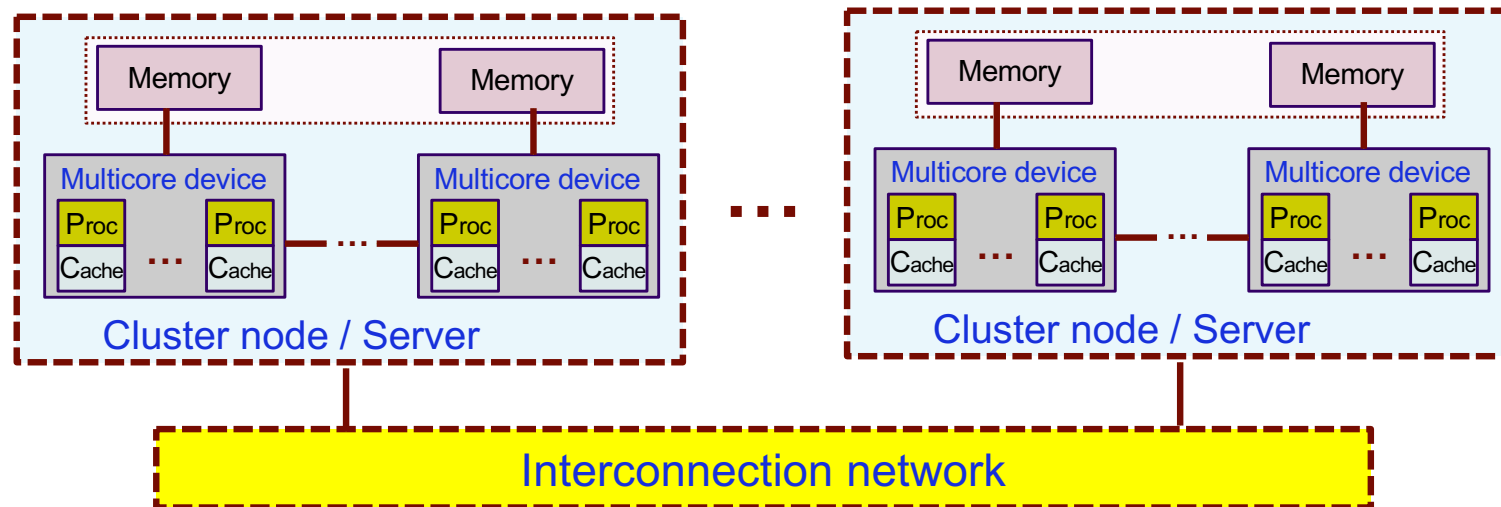 Memory
Memory
Memory
Memory
Multicore device
Multicore device
...
Multicore device
Multicore device
Proc
Proc
Proc
Proc
Proc
Proc
Proc
Proc
...
...
Cache
...
Cache
Cache
...
Cache
Cache
...
Cache
Cache
...
Cache
Cluster node / Server
Cluster node / Server
Interconnection network